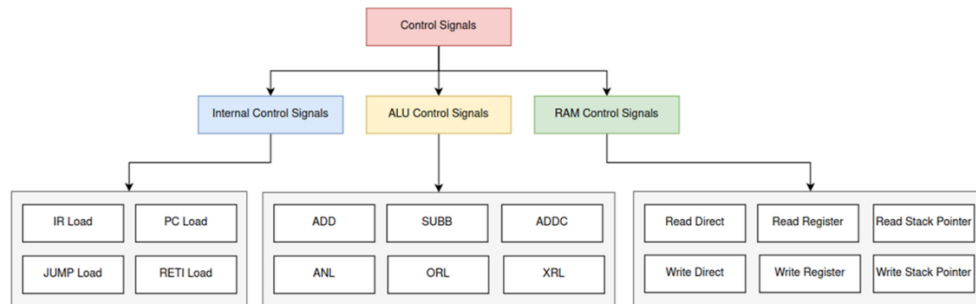 Control Signals
Internal Control Signals
ALU Control Signals
RAM Control Signals
IR Load
PC Load
JUMP Load
RETI Load
ADD
SUBB
ADDC
ANL
ORL
XRL
Read Direct
Read Register
Read Stack Pointer
Write Direct
Write Register
Write Stack Pointer